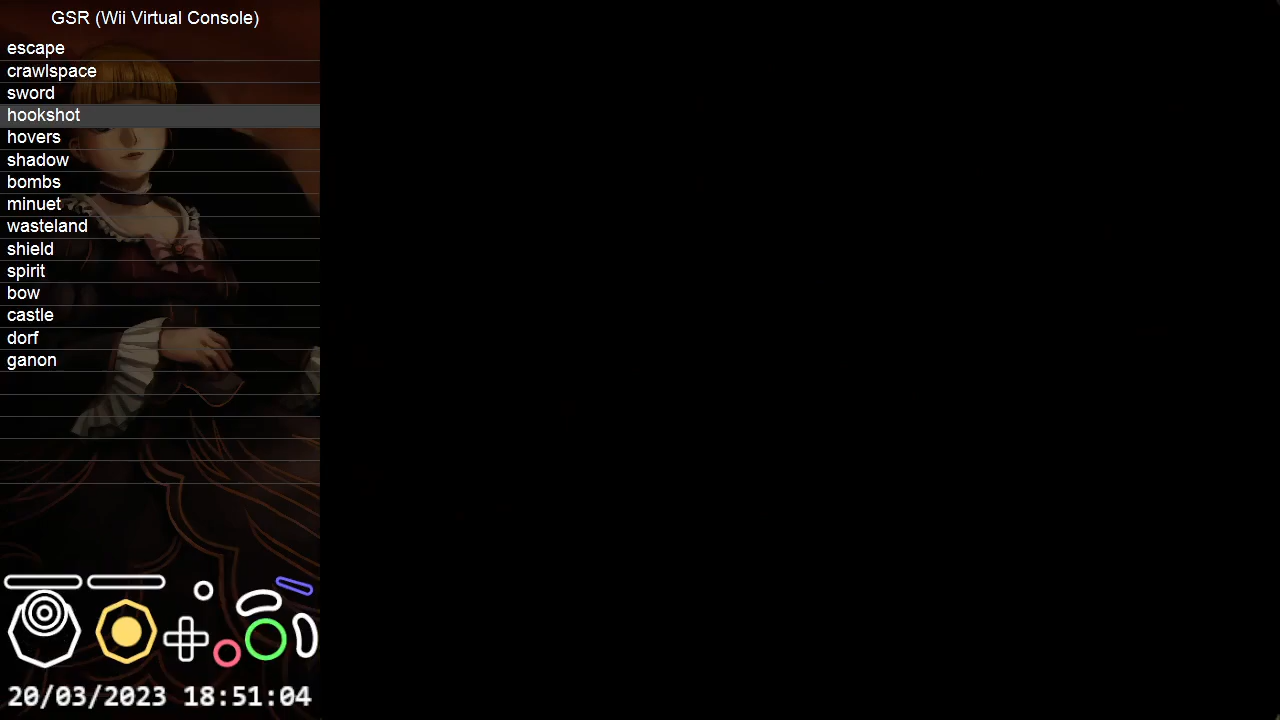 GSR (Wii Virtual Console)
escape
crawlspace
sword
hookshot
hovers
shadow
bombs
minuet
wasteland
shield
spirit
bow
castle
dorf
ganon
20/03/2023 18:51:04